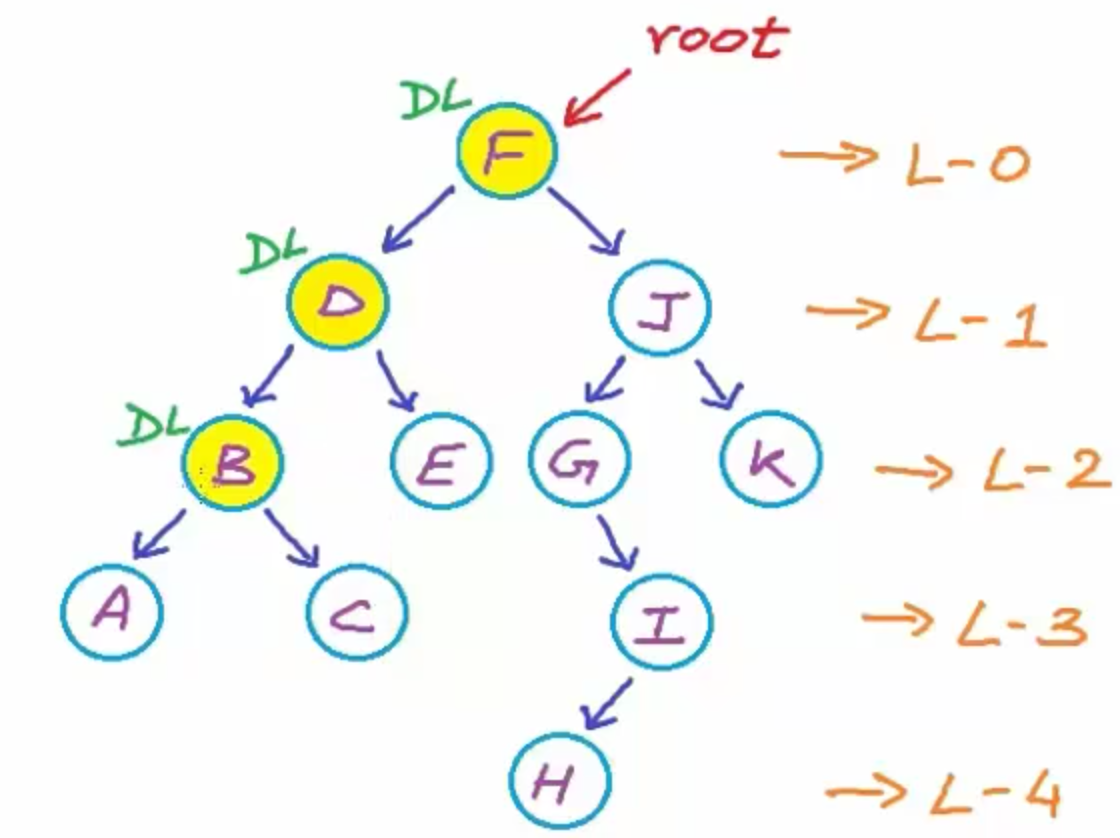 root
DL
F
→ L-0
DL
D
J
→ L-1
DL
B
E
G
K
→ L-2
A
C
I
→ L-3
H
→ L-4